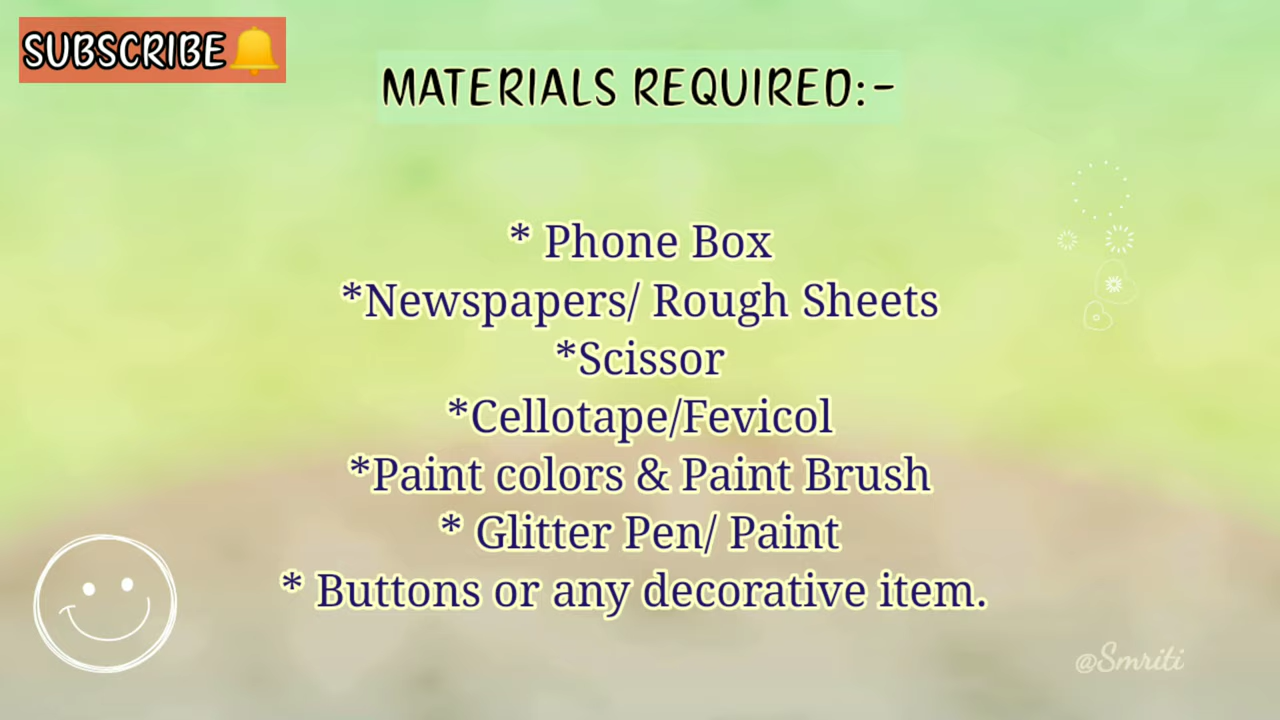 SUBSCRIBE🔔
MATERIALS REQUIRED:-
* Phone Box
*Newspapers/ Rough Sheets
*Scissor
*Cellotape/Fevicol
*Paint colors & Paint Brush
* Glitter Pen/ Paint
* Buttons or any decorative item.
@Smriti